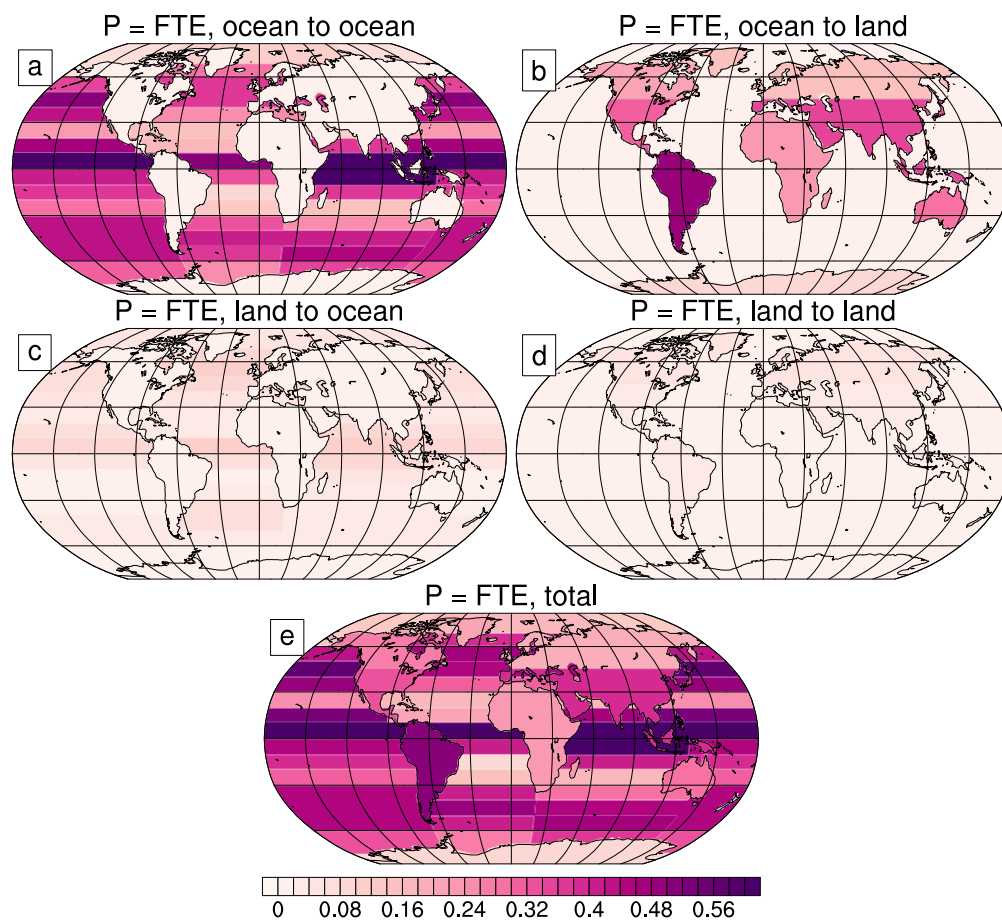 P = FTE, ocean to ocean
a
P = FTE, ocean to land
b
P = FTE, land to ocean
c
P = FTE, land to land
d
P = FTE, total
e
0 0.08 0.16 0.24 0.32 0.4 0.48 0.56